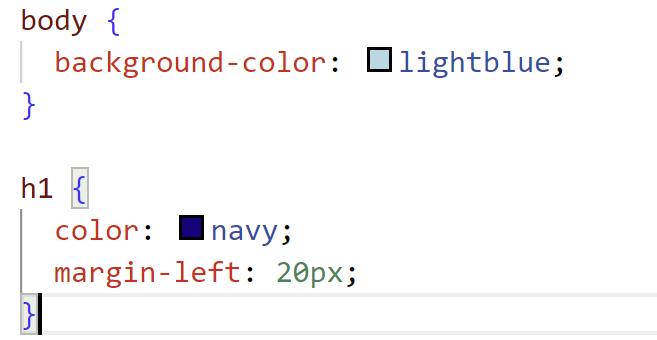 body {
  background-color: lightblue;
}

h1 {
  color: navy;
  margin-left: 20px;
}